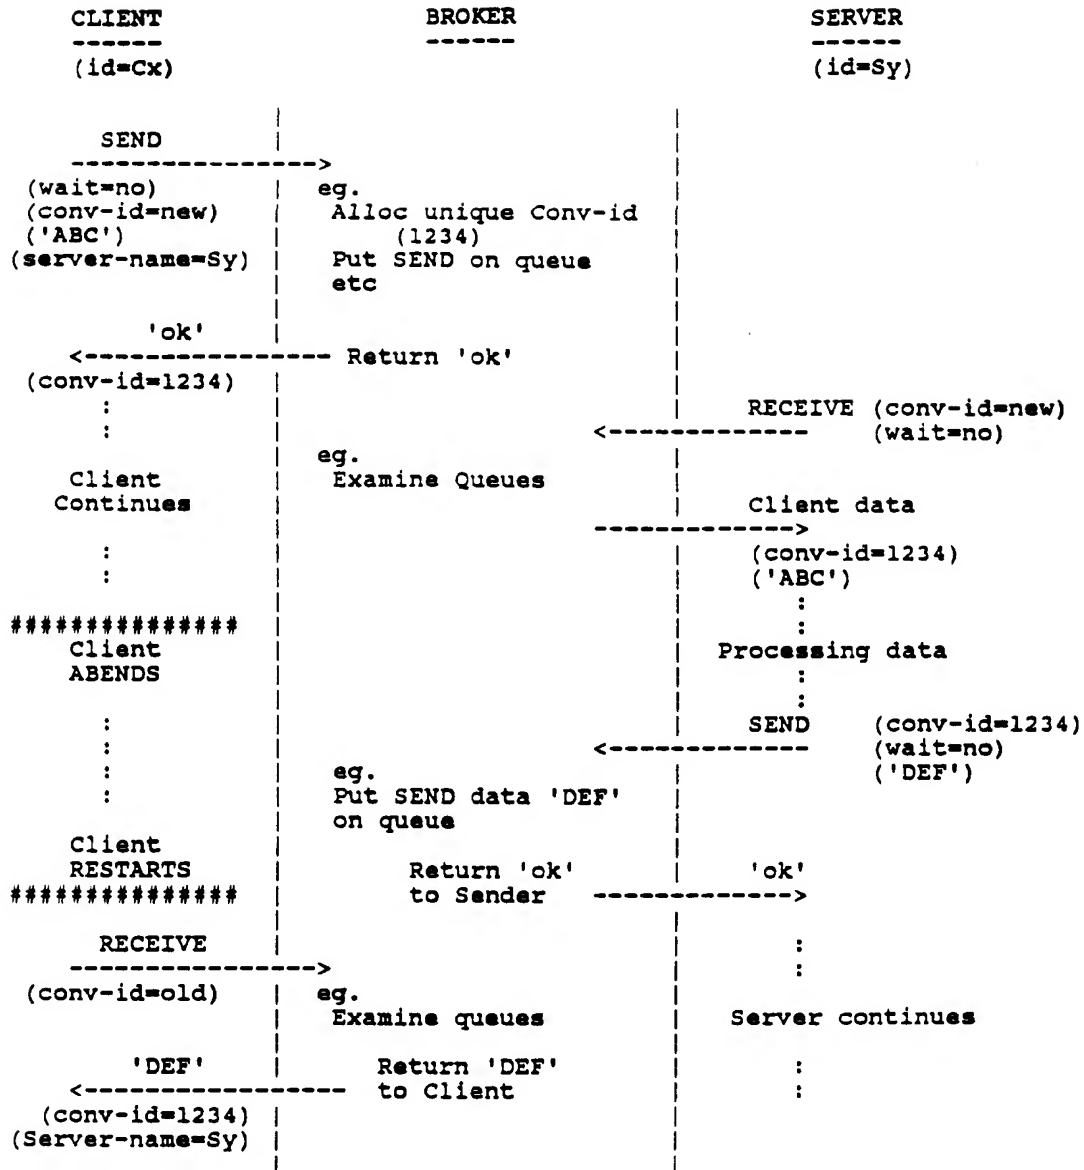 CLIENT BROKER SERVER
------ ------ ------
(id=Cx) (id=Sy)
SEND
---------------->
(wait=no) eg.
(conv-id=new) Alloc unique Conv-id
('ABC') (1234)
(server-name=Sy) Put SEND on queue
etc
'ok'
<---------------- Return 'ok'
(conv-id=1234)
: RECEIVE (conv-id=new)
: <------------- (wait=no)
eg.
Client Examine Queues
Continues Client data
------------->
: (conv-id=1234)
: ('ABC')
:
############### :
Client Processing data
ABENDS :
:
: SEND (conv-id=1234)
: <------------- (wait=no)
: eg. ('DEF')
: Put SEND data 'DEF'
on queue
Client
RESTARTS Return 'ok' 'ok'
############### to Sender ------------->
RECEIVE :
----------------> :
(conv-id=old) eg. Server continues
Examine queues
'DEF' Return 'DEF' :
<----------------- to Client :
(conv-id=1234)
(Server-name=Sy)